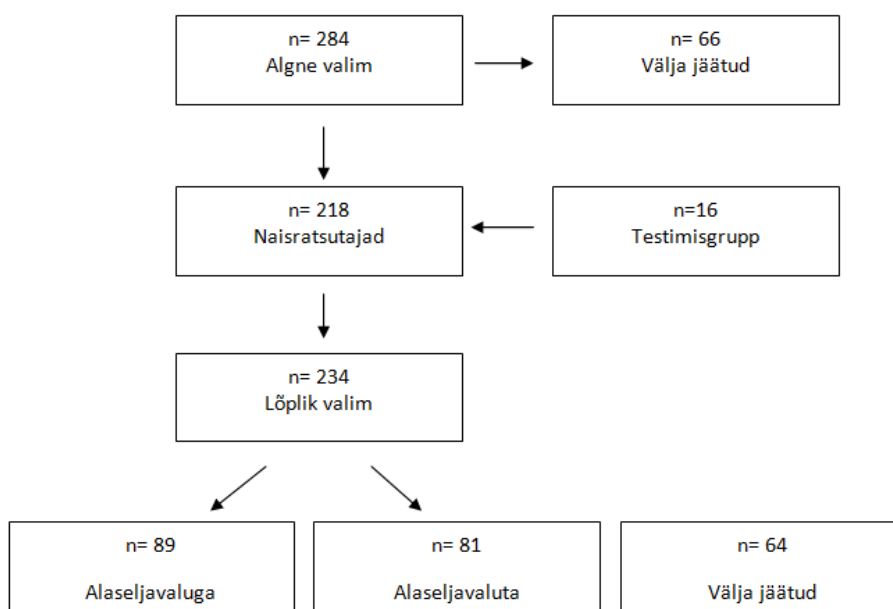 n= 284
Algne valim
n= 66
Välja jäätud
n= 218
Naisratsutajad
n=16
Testimisgrupp
n= 234
Lõplik valim
n= 89
Alaseljavaluga
n= 81
Alaseljavaluta
n= 64
Välja jäätud